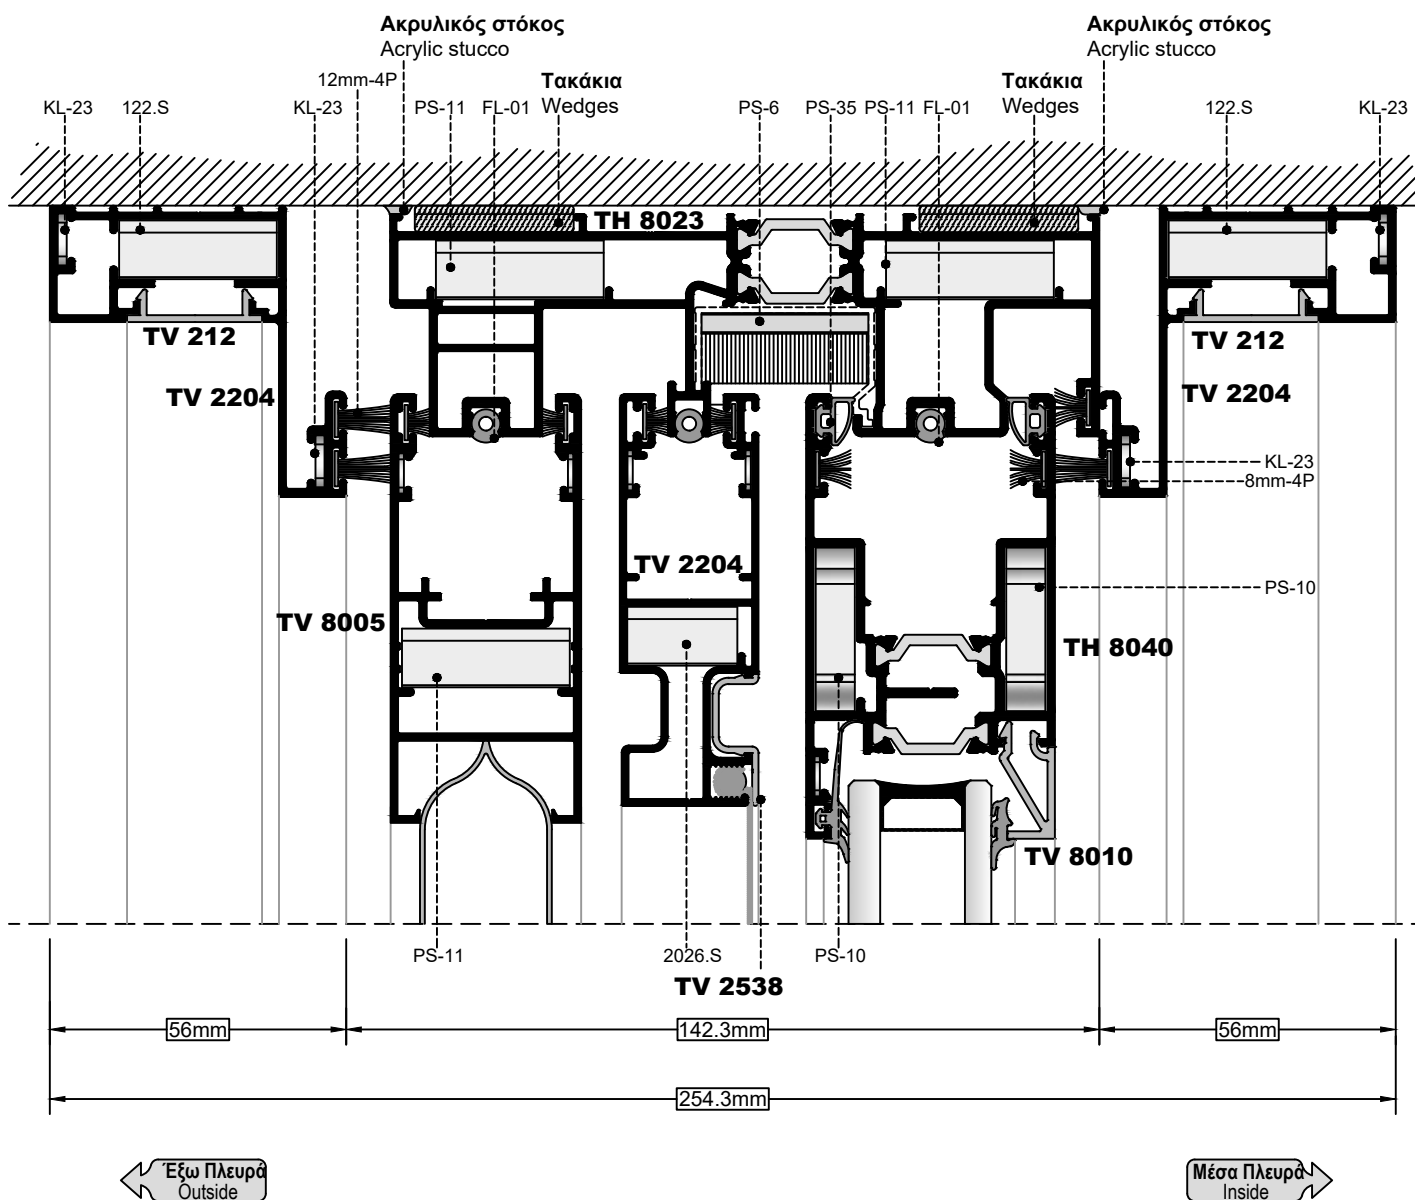 Ακρυλικός στόκος
Acrylic stucco
Ακρυλικός στόκος
Acrylic stucco
12mm-4P
Τακάκια
Wedges
Τακάκια
Wedges
KL-23
122.S
KL-23
PS-11
FL-01
PS-6
PS-35
PS-11
FL-01
122.S
KL-23
TH 8023
TV 212
TV 212
TV 2204
TV 2204
KL-23
8mm-4P
TV 2204
PS-10
TV 8005
TH 8040
TV 8010
PS-11
2026.S
PS-10
TV 2538
56mm
142.3mm
56mm
254.3mm
Έξω Πλευρά
Outside
Μέσα Πλευρά
Inside